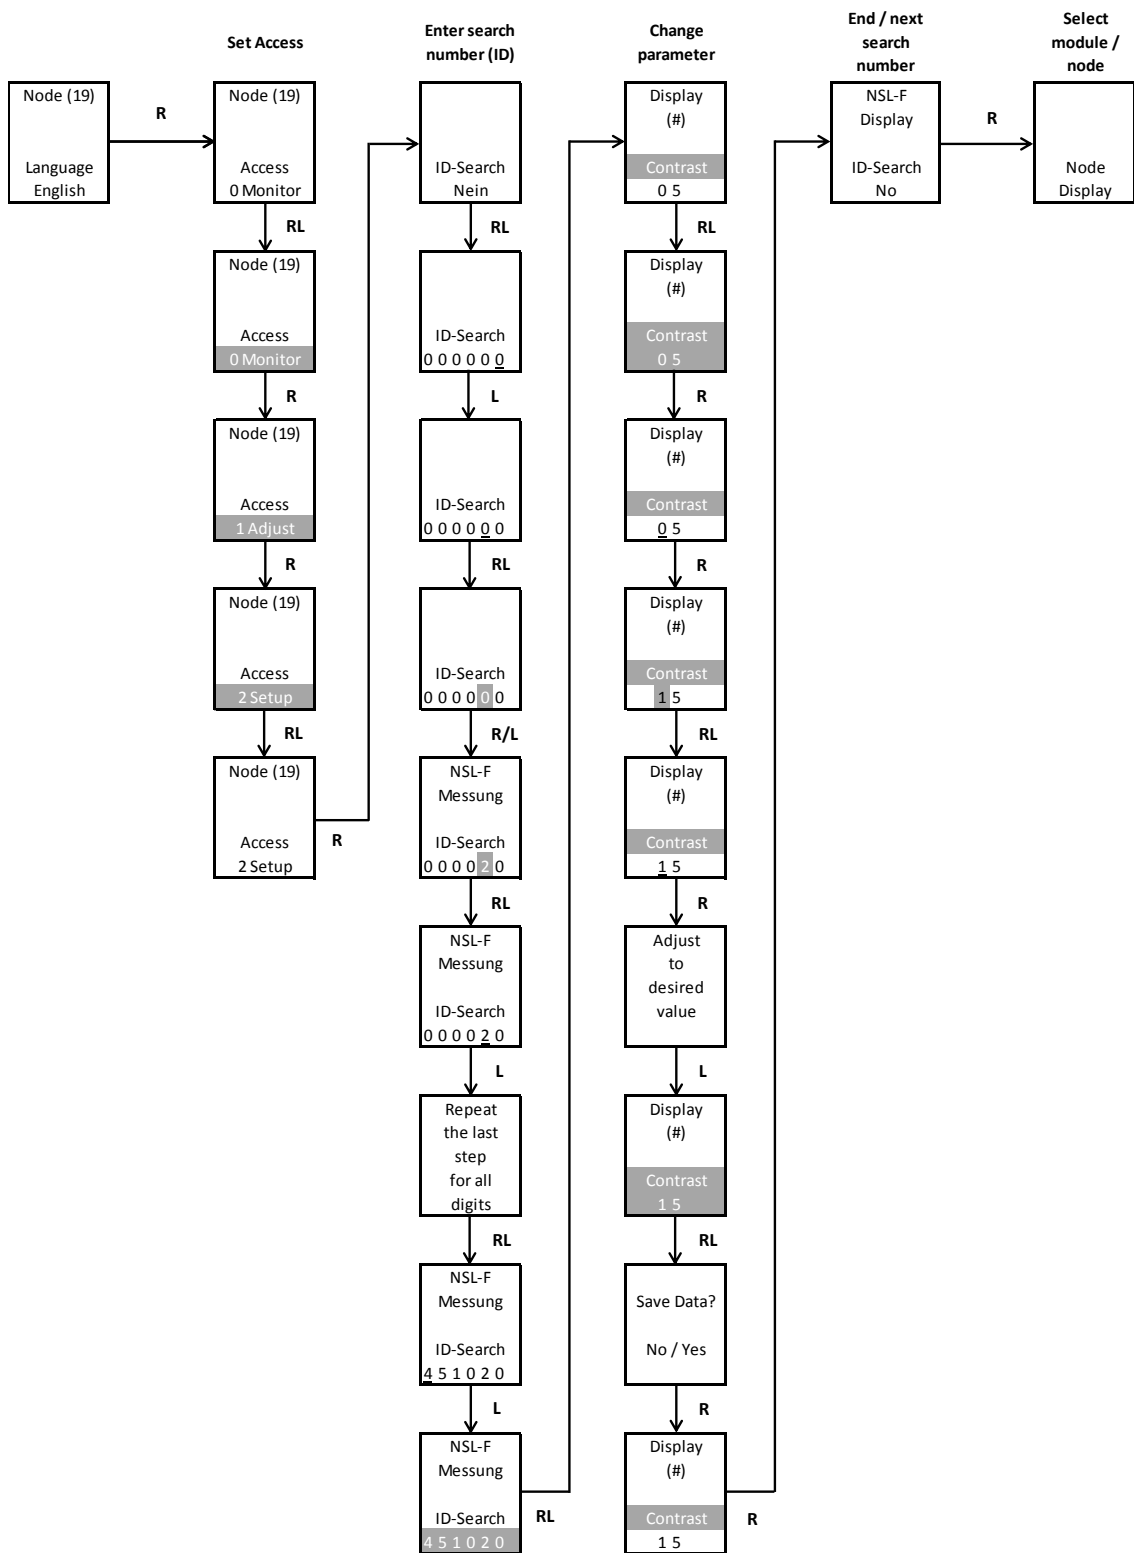 Set Access
Enter search
number (ID)
Change
parameter
End / next
search
number
Select
module /
node
Node (19)
Language
English
R
Node (19)
Access
0 Monitor
RL
Node (19)
Access
0 Monitor
R
Node (19)
Access
1 Adjust
R
Node (19)
Access
2 Setup
RL
Node (19)
Access
2 Setup
R
ID-Search
Nein
RL
ID-Search
0 0 0 0 0 0
L
ID-Search
0 0 0 0 0 0
RL
ID-Search
0 0 0 0 0 0
R/L
NSL-F
Messung
ID-Search
0 0 0 0 2 0
RL
NSL-F
Messung
ID-Search
0 0 0 0 2 0
L
Repeat
the last
step
for all
digits
RL
NSL-F
Messung
ID-Search
4 5 1 0 2 0
L
NSL-F
Messung
ID-Search
4 5 1 0 2 0
RL
Display
(#)
Contrast
0 5
RL
Display
(#)
Contrast
0 5
R
Display
(#)
Contrast
0 5
R
Display
(#)
Contrast
1 5
RL
Display
(#)
Contrast
1 5
R
Adjust
to
desired
value
L
Display
(#)
Contrast
1 5
RL
Save Data?
No / Yes
R
Display
(#)
Contrast
1 5
R
NSL-F
Display
ID-Search
No
R
Node
Display